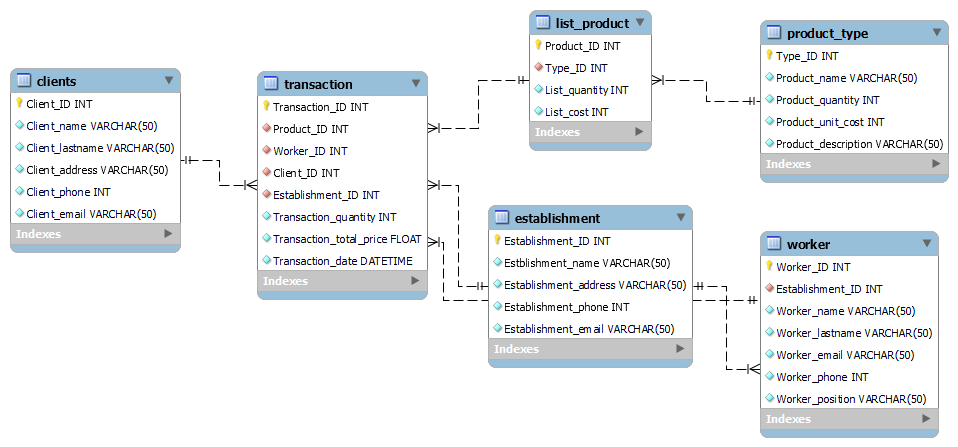 clients
Client_ID INT
Client_name VARCHAR(50)
Client_lastname VARCHAR(50)
Client_address VARCHAR(50)
Client_phone INT
Client_email VARCHAR(50)
Indexes
transaction
Transaction_ID INT
Product_ID INT
Worker_ID INT
Client_ID INT
Establishment_ID INT
Transaction_quantity INT
Transaction_total_price FLOAT
Transaction_date DATETIME
Indexes
list_product
Product_ID INT
Type_ID INT
List_quantity INT
List_cost INT
Indexes
product_type
Type_ID INT
Product_name VARCHAR(50)
Product_quantity INT
Product_unit_cost INT
Product_description VARCHAR(50)
Indexes
establishment
Establishment_ID INT
Estblishment_name VARCHAR(50)
Establishment_address VARCHAR(50)
Establishment_phone INT
Establishment_email VARCHAR(50)
Indexes
worker
Worker_ID INT
Establishment_ID INT
Worker_name VARCHAR(50)
Worker_lastname VARCHAR(50)
Worker_email VARCHAR(50)
Worker_phone INT
Worker_position VARCHAR(50)
Indexes